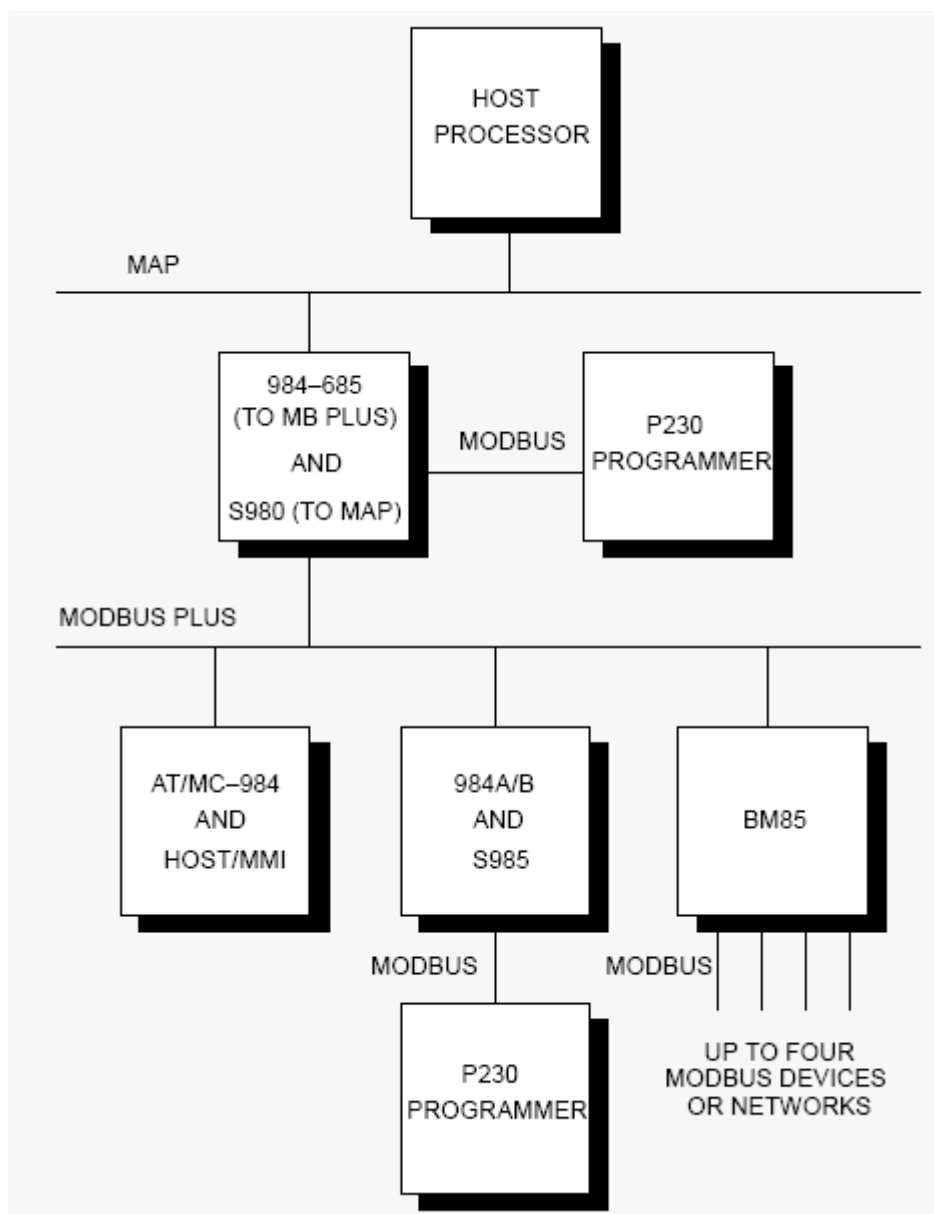 HOST
PROCESSOR
MAP
984–685
(TO MB PLUS)
AND
S980 (TO MAP)
MODBUS
P230
PROGRAMMER
MODBUS PLUS
AT/MC–984
AND
HOST/MMI
984A/B
AND
S985
BM85
MODBUS
MODBUS
P230
PROGRAMMER
UP TO FOUR
MODBUS DEVICES
OR NETWORKS